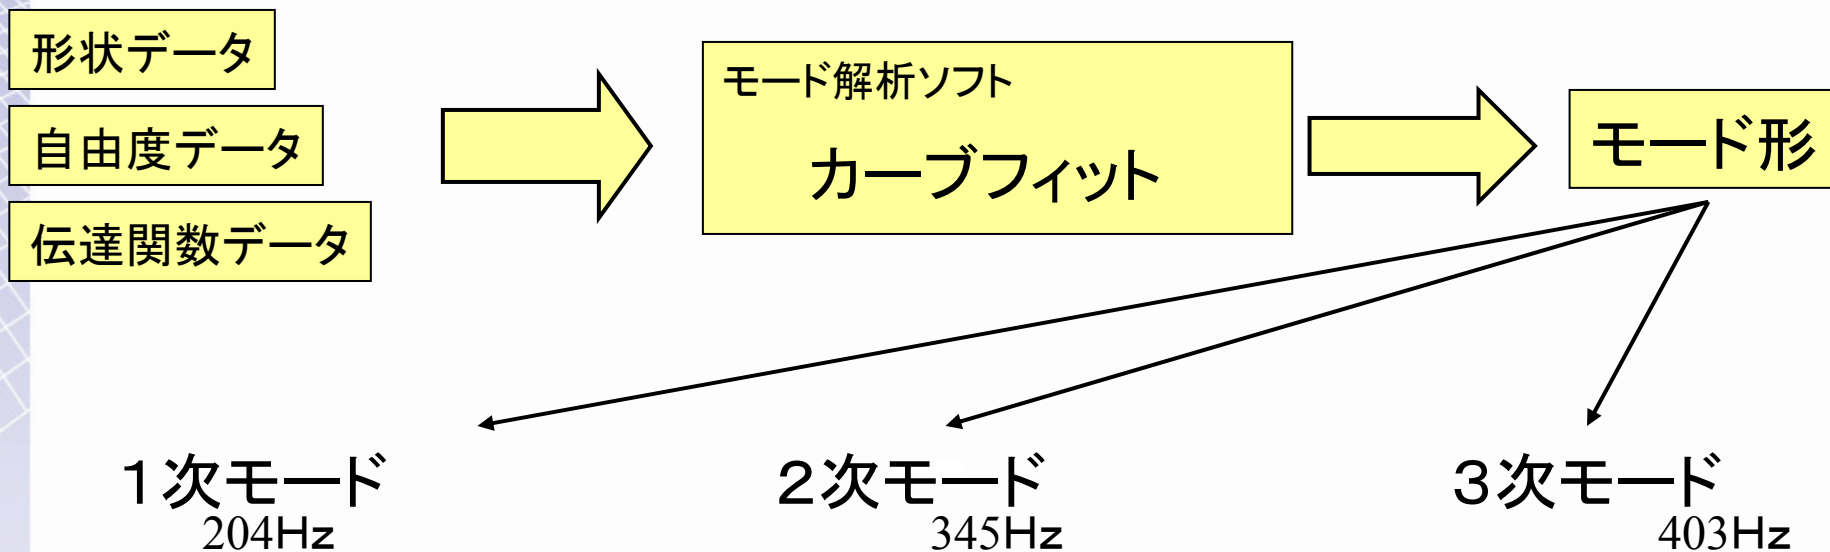 形状データ
自由度データ
伝達関数データ
モード解析ソフト
カーブフィット
モード形
１次モード
204Hz
２次モード
345Hz
３次モード
403Hz